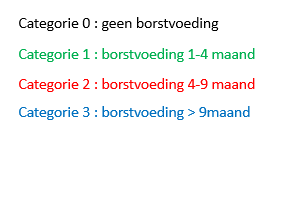 Categorie 0 : geen borstvoeding
Categorie 1 : borstvoeding 1-4 maand
Categorie 2 : borstvoeding 4-9 maand
Categorie 3 : borstvoeding > 9maand